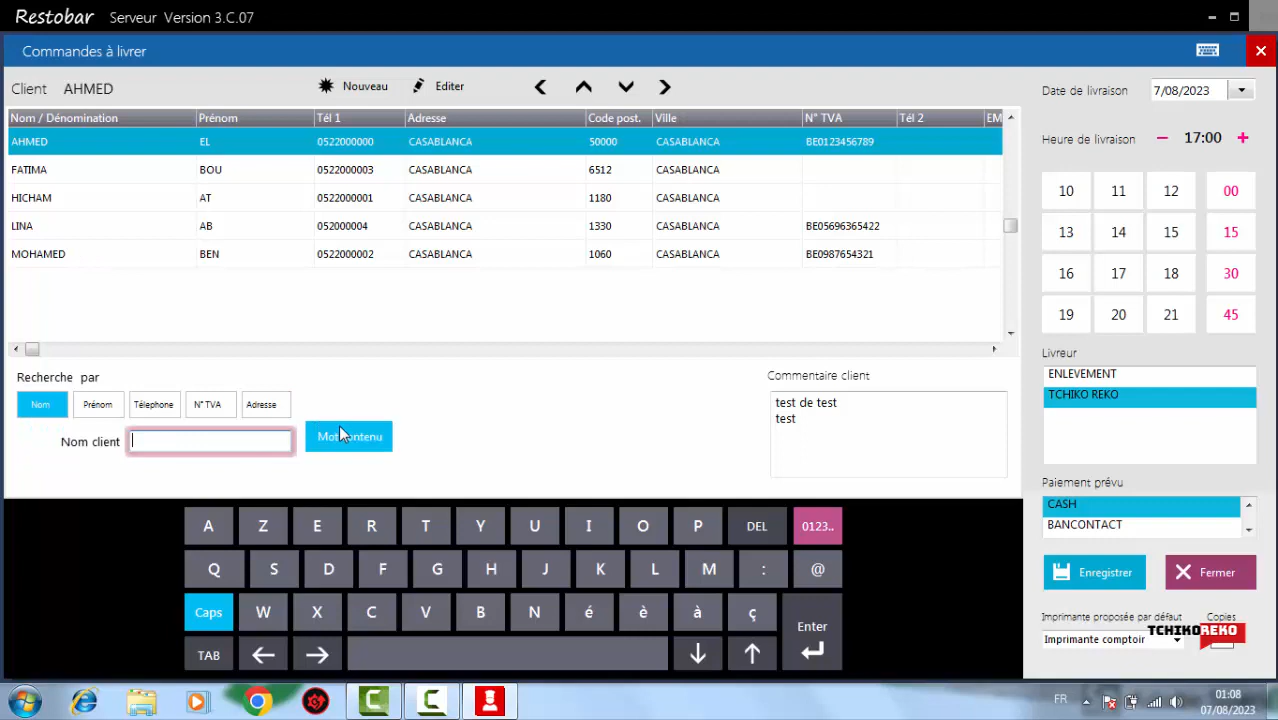 Restobar Serveur Version 3.C.07
Commandes à livrer
Client AHMED Nouveau Editer
Nom / Dénomination Prénom Tél 1 Adresse Code post. Ville N° TVA Tél 2 EM
AHMED EL 0522000000 CASABLANCA 50000 CASABLANCA BE0123456789
FATIMA BOU 0522000003 CASABLANCA 6512 CASABLANCA
HICHAM AT 0522000001 CASABLANCA 1180 CASABLANCA
LINA AB 052000004 CASABLANCA 1330 CASABLANCA BE05696365422
MOHAMED BEN 0522000002 CASABLANCA 1060 CASABLANCA BE0987654321
Recherche par
Nom Prénom Télephone N° TVA Adresse
Nom client
Commentaire client
test de test
test
Date de livraison 7/08/2023
Heure de livraison − 17:00 +
10 11 12 00
13 14 15 15
16 17 18 30
19 20 21 45
Livreur
ENLEVEMENT
TCHIKO REKO
Paiement prévu
CASH
BANCONTACT
Enregistrer Fermer
Imprimante proposée par défaut Copies
Imprimante comptoir
TCHIKOREKO
A Z E R T Y U I O P DEL 0123..
Q S D F G H J K L M : @
Caps W X C V B N é è à ç Enter
TAB
FR
01:08
07/08/2023